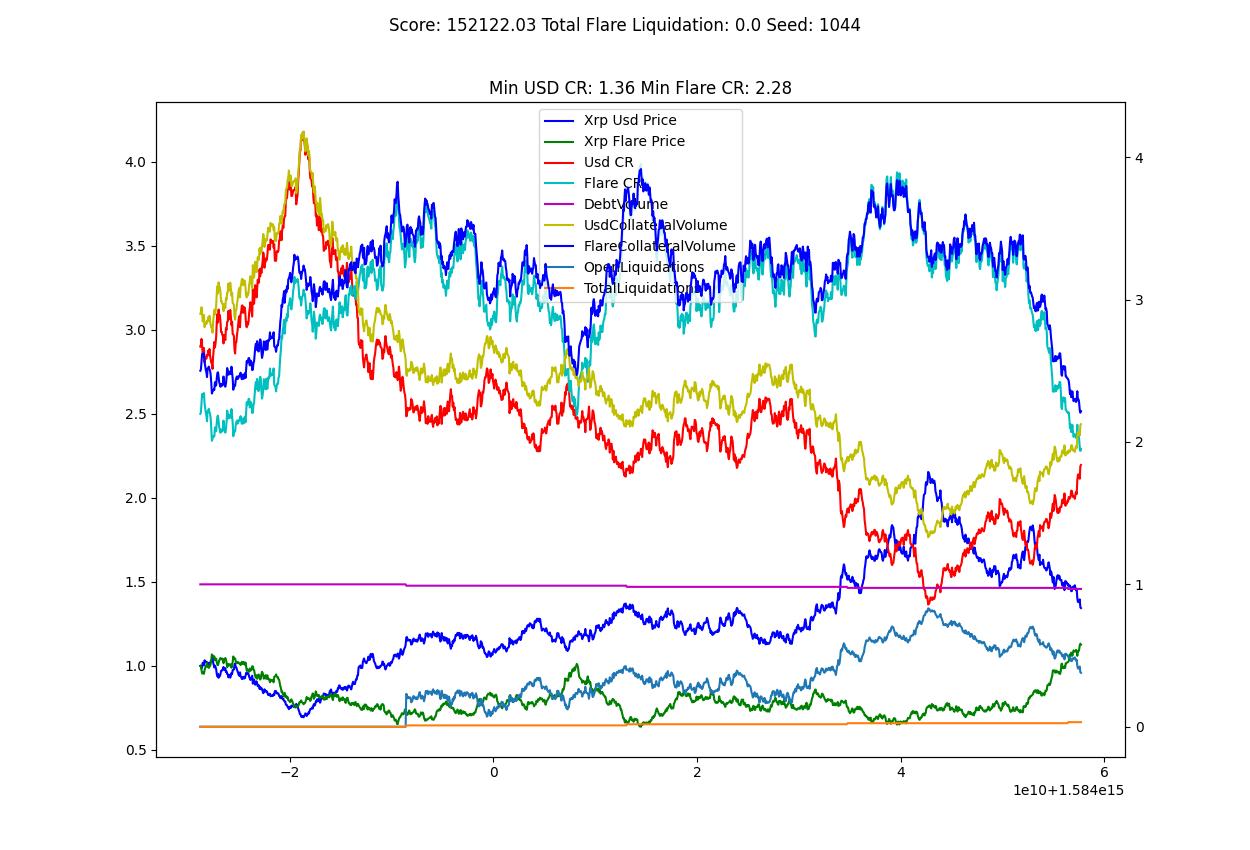 Score: 152122.03 Total Flare Liquidation: 0.0 Seed: 1044
Min USD CR: 1.36 Min Flare CR: 2.28
Xrp Usd Price
Xrp Flare Price
Usd CR
Flare CR
DebtVolume
UsdCollateralVolume
FlareCollateralVolume
OpenLiquidations
TotalLiquidations
4.0
3.5
3.0
2.5
2.0
1.5
1.0
0.5
4
3
2
1
0
−2 0 2 4 6
1e10+1.584e15